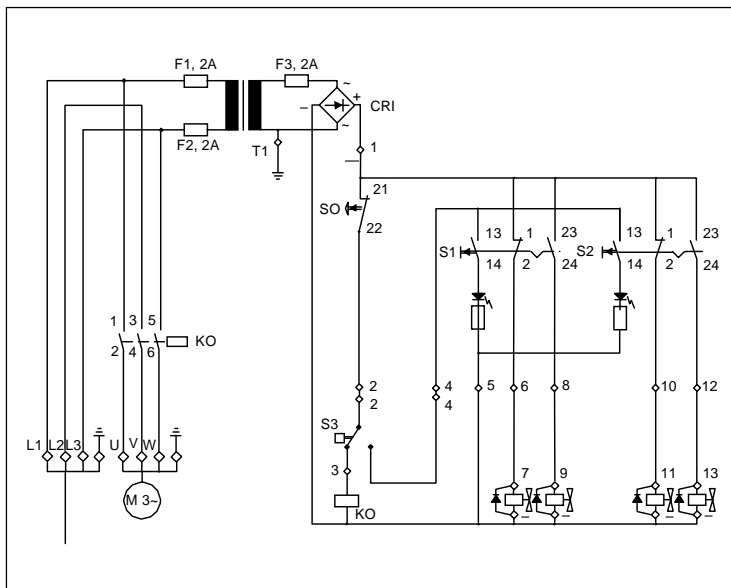 F1, 2A
F3, 2A
~
+
–
CRI
~
F2, 2A
T1
1
—
21
SO
22
13
1
23
13
1
23
S1
14
2
24
S2
14
2
24
1
3
5
2
4
6
KO
2
2
4
4
5
6
8
10
12
S3
3
L1
L2
L3
U
V
W
7
9
11
13
M 3~
KO
–
–
–
–